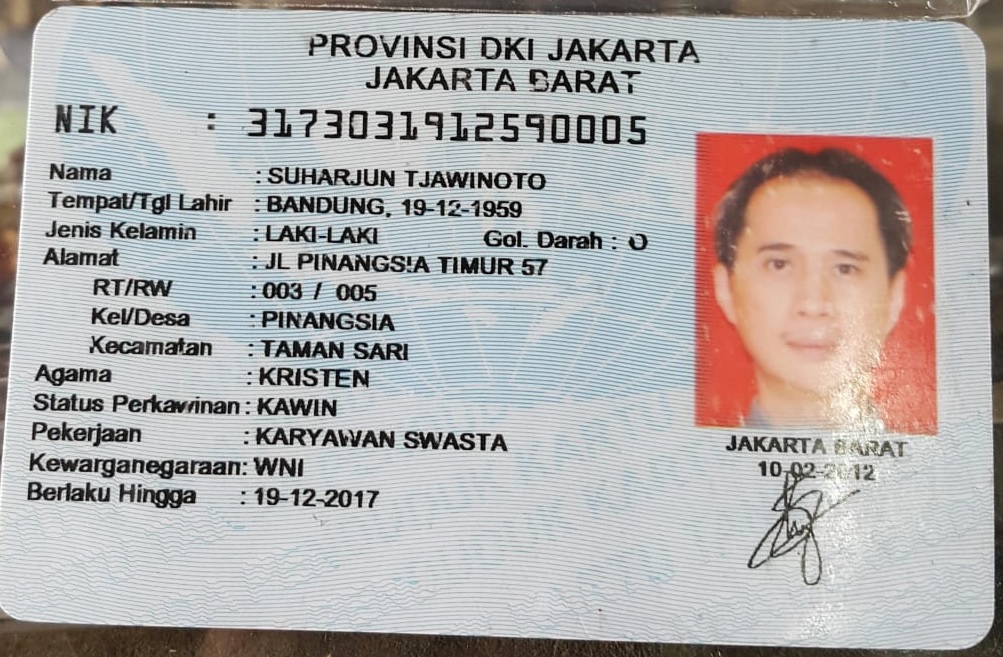 PROVINSI DKI JAKARTA
JAKARTA BARAT
NIK : 3173031912590005
Nama : SUHARJUN TJAWINOTO
Tempat/Tgl Lahir : BANDUNG, 19-12-1959
Jenis Kelamin : LAKI-LAKI Gol. Darah : O
Alamat : JL PINANGSIA TIMUR 57
RT/RW : 003 / 005
Kel/Desa : PINANGSIA
Kecamatan : TAMAN SARI
Agama : KRISTEN
Status Perkawinan : KAWIN
Pekerjaan : KARYAWAN SWASTA
Kewarganegaraan: WNI
Berlaku Hingga : 19-12-2017
JAKARTA BARAT
10-02-2012